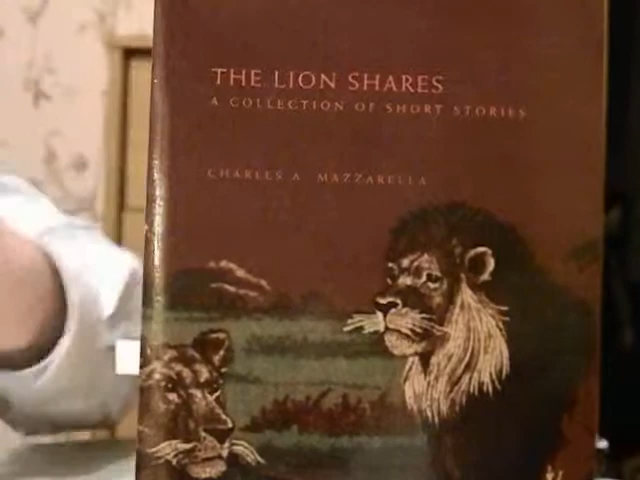 THE LION SHARES
A COLLECTION OF SHORT STORIES
CHARLES A MAZZARELLA